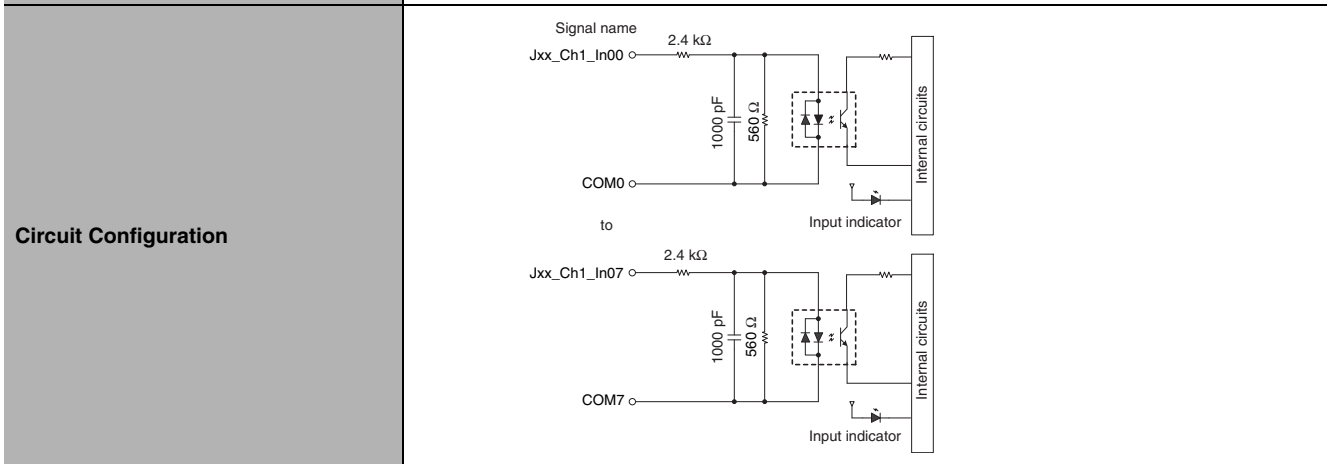 Circuit Configuration
Signal name
Jxx_Ch1_In00
2.4 kΩ
1000 pF
560 Ω
Internal circuits
COM0
Input indicator
to
Jxx_Ch1_In07
2.4 kΩ
1000 pF
560 Ω
Internal circuits
COM7
Input indicator